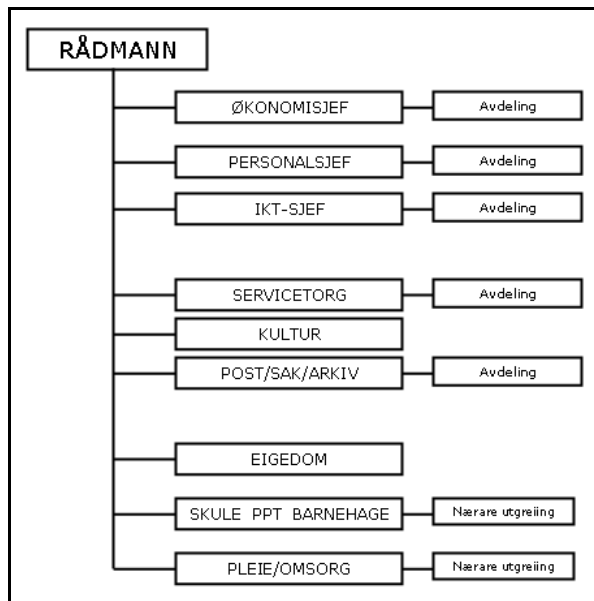 RÅDMANN
ØKONOMISJEF Avdeling
PERSONALSJEF Avdeling
IKT-SJEF Avdeling
SERVICETORG Avdeling
KULTUR
POST/SAK/ARKIV Avdeling
EIGEDOM
SKULE PPT BARNEHAGE Nærare utgreiing
PLEIE/OMSORG Nærare utgreiing